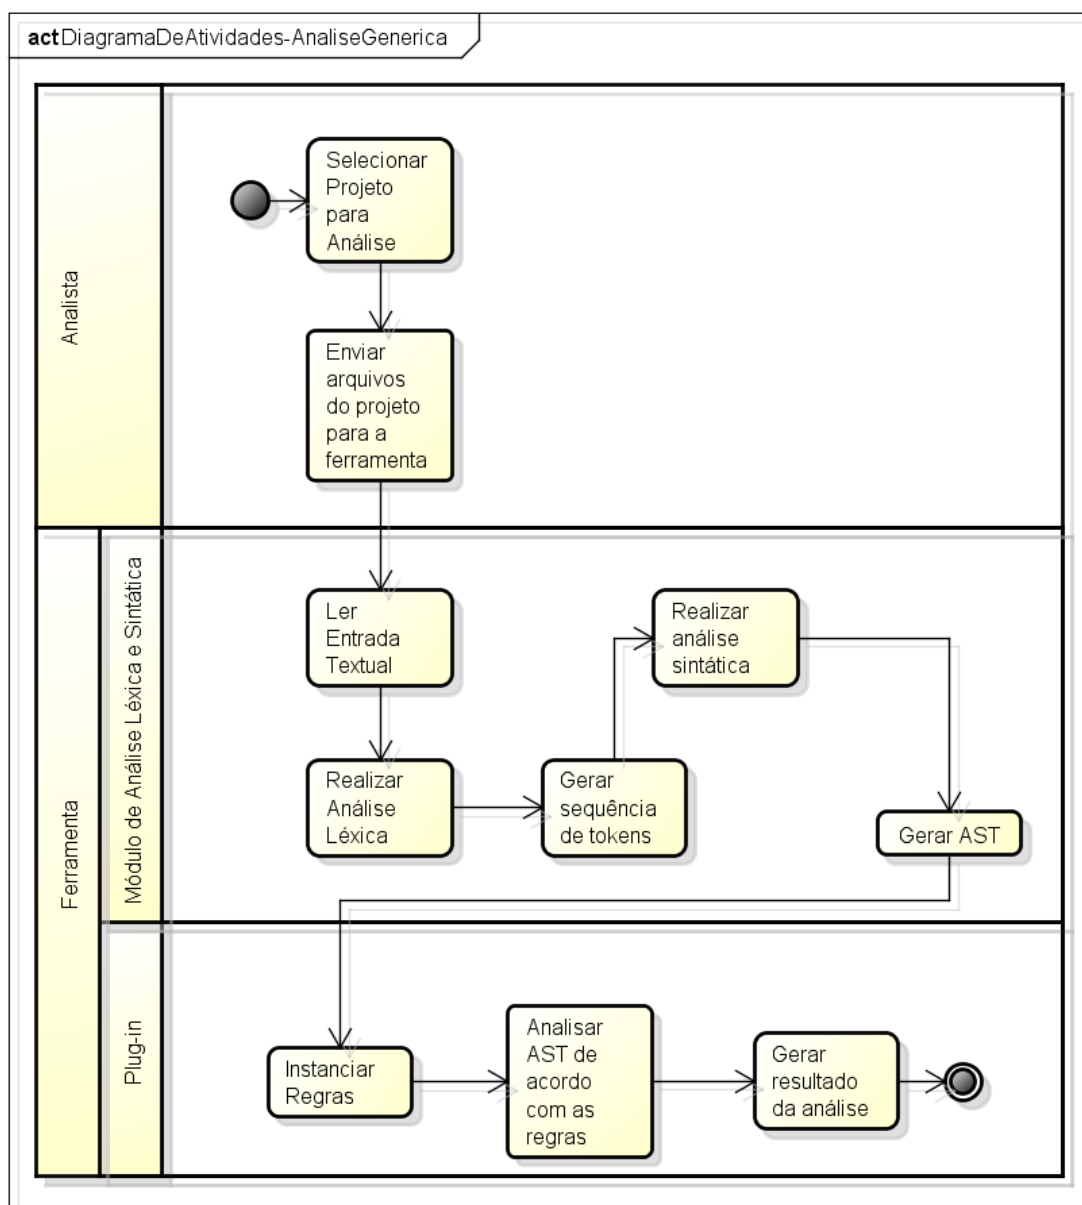 act DiagramaDeAtividades-AnaliseGenerica
Analista
Selecionar
Projeto
para
Análise
Enviar
arquivos
do projeto
para a
ferramenta
Ferramenta
Módulo de Análise Léxica e Sintática
Ler
Entrada
Textual
Realizar
Análise
Léxica
Gerar
sequência
de tokens
Realizar
análise
sintática
Gerar AST
Plug-in
Instanciar
Regras
Analisar
AST de
acordo
com as
regras
Gerar
resultado
da análise